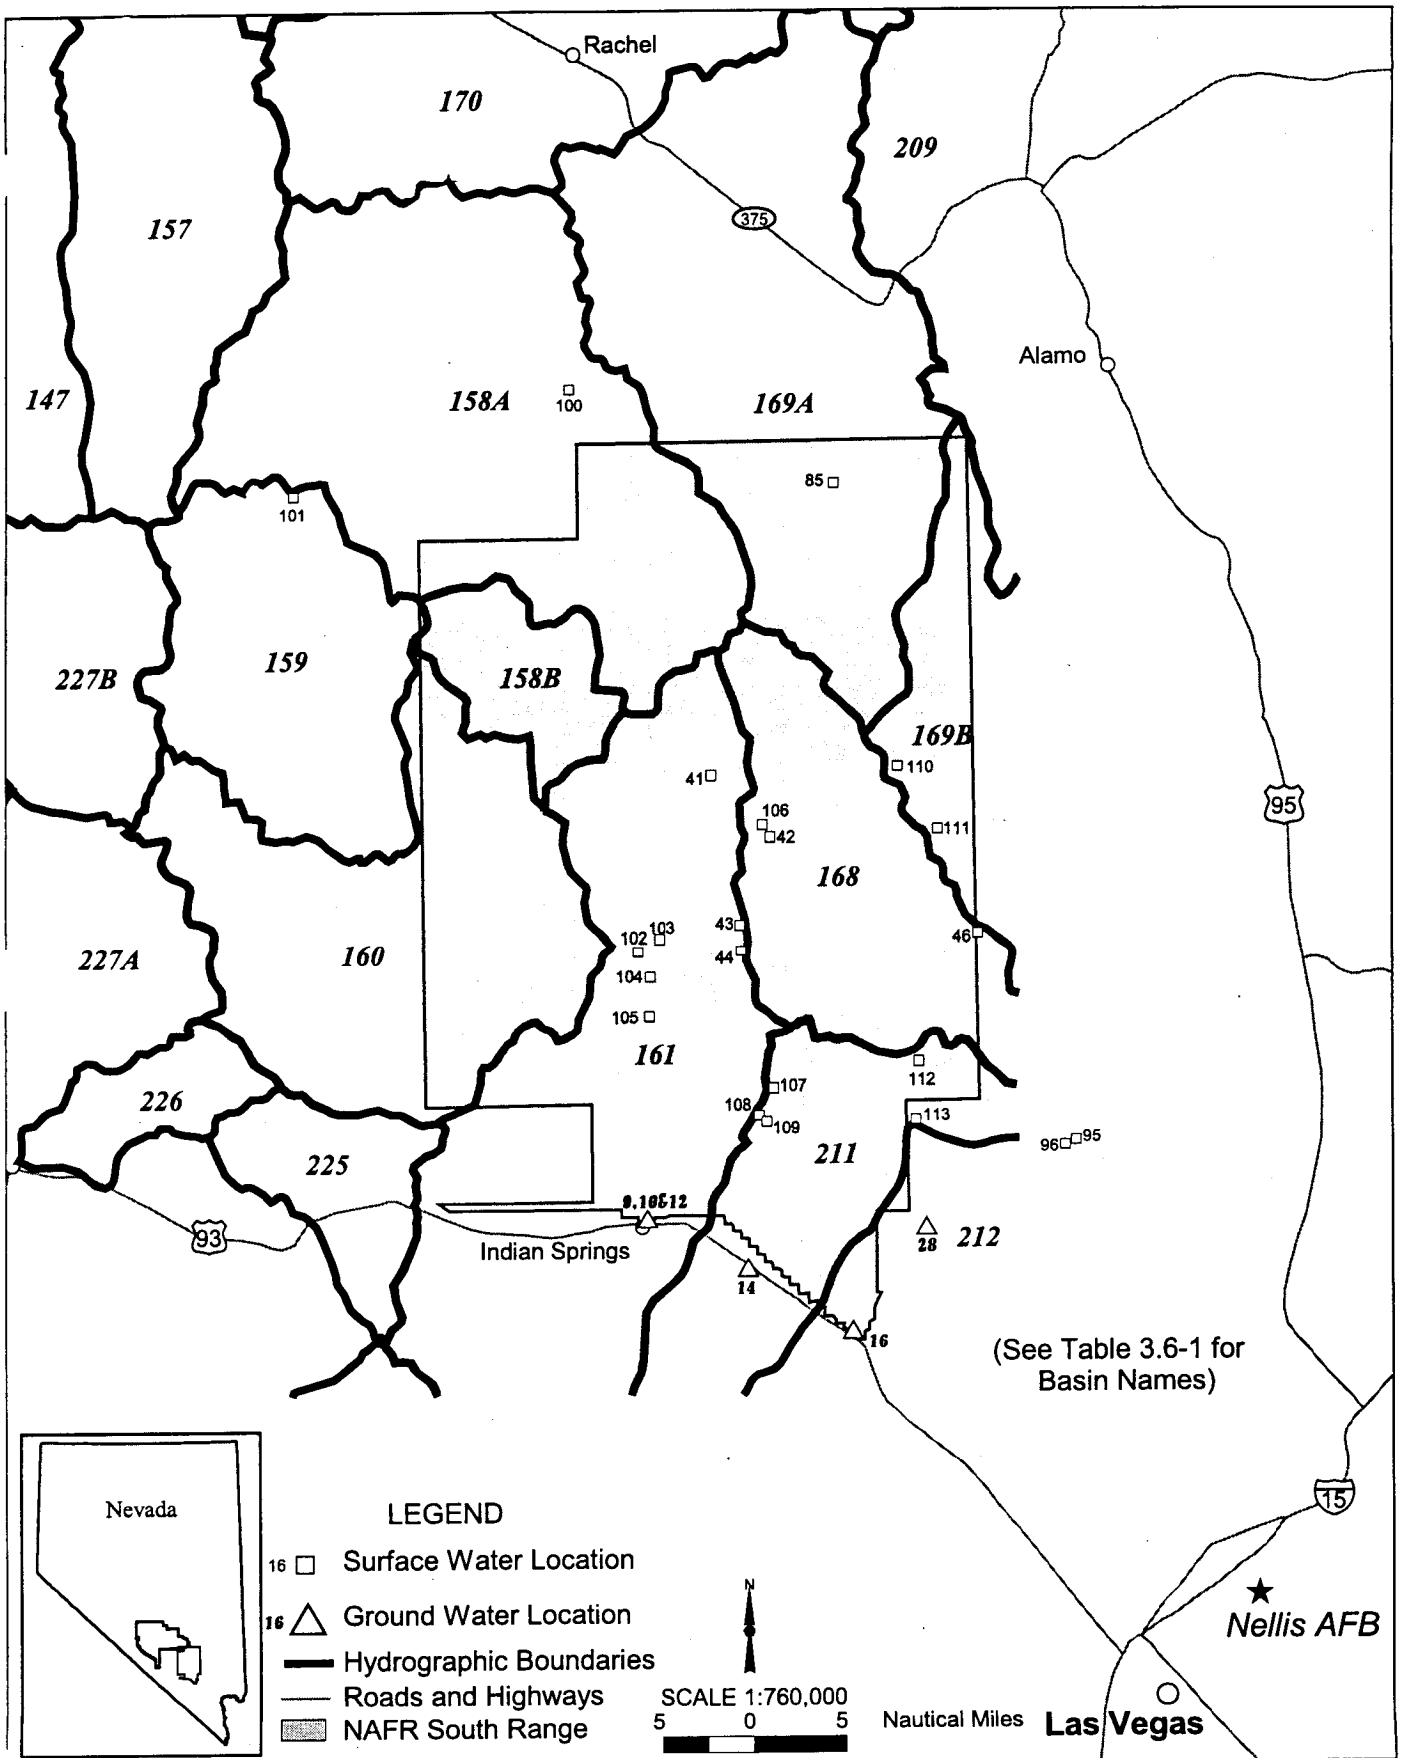 Rachel
170
209
375
157
Alamo
147
158A
100
169A
85
101
95
159
227B
158B
169B
110
41
106
42
111
168
43
103
102
46
44
227A
160
104
105
161
112
107
226
108
113
109
96
95
211
225
9,10&12
93
28
212
Indian Springs
14
16
(See Table 3.6-1 for
Basin Names)
Nevada
LEGEND
15
16 Surface Water Location
16 Ground Water Location
N
Nellis AFB
Hydrographic Boundaries
Roads and Highways
SCALE 1:760,000
NAFR South Range
5 0 5
Nautical Miles
Las Vegas